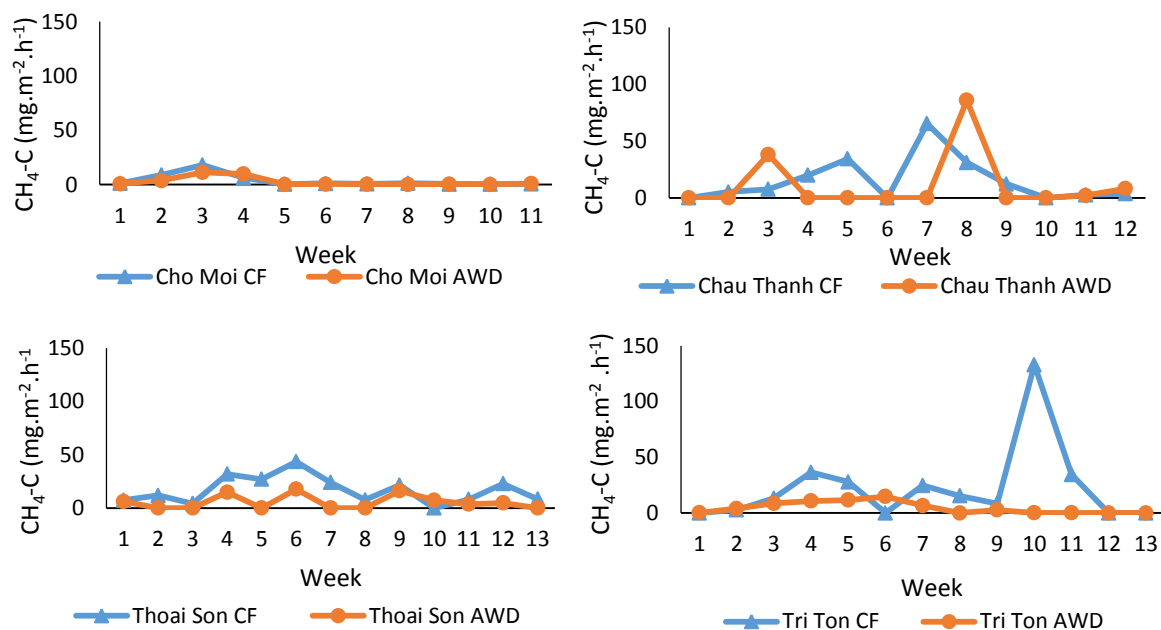 CH₄-C (mg.m⁻².h⁻¹)
150
100
50
0
1 2 3 4 5 6 7 8 9 10 11
Week
Cho Moi CF Cho Moi AWD
CH₄-C (mg.m⁻².h⁻¹)
150
100
50
0
1 2 3 4 5 6 7 8 9 10 11 12
Week
Chau Thanh CF Chau Thanh AWD
CH₄-C (mg.m⁻².h⁻¹
150
100
50
0
1 2 3 4 5 6 7 8 9 10 11 12 13
Week
Thoai Son CF Thoai Son AWD
CH₄-C (mg.m⁻² .h⁻¹)
150
100
50
0
1 2 3 4 5 6 7 8 9 10 11 12 13
Week
Tri Ton CF Tri Ton AWD